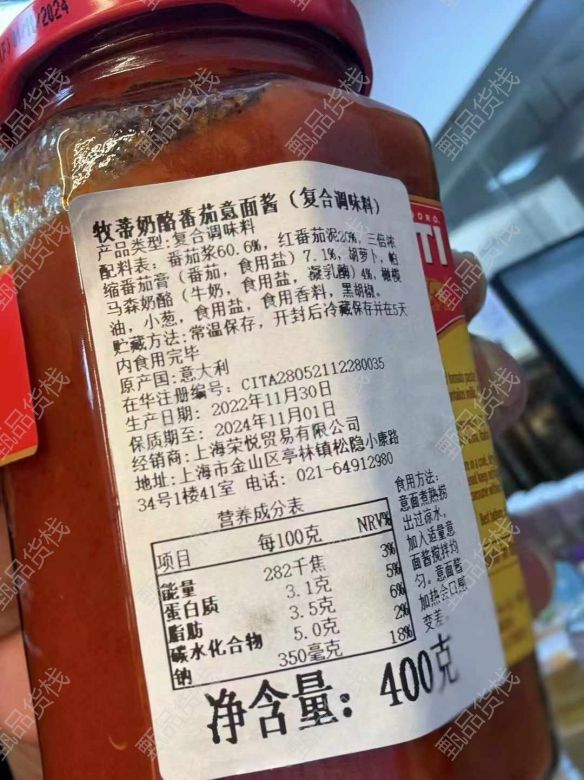 11/2024
牧蒂奶酪番茄意面酱（复合调味料）
产品类型：复合调味料
配料表：番茄浆60.6%，红番茄泥20%，三倍浓
缩番茄膏（番茄，食用盐）7.1%，胡萝卜，帕
马森奶酪（牛奶，食用盐，凝乳酶）4%，橄榄
油，小葱，食用盐，食用香料，黑胡椒。
贮藏方法：常温保存，开封后冷藏保存并在5天
内食用完毕
原产国：意大利
在华注册编号：CITA28052112280035
生产日期：2022年11月30日
保质期至：2024年11月01日
经销商：上海荣悦贸易有限公司
地址：上海市金山区亭林镇松隐小康路
34号1楼41室 电话：021-64912980
营养成分表
项目 每100克 NRV%
能量 282千焦 3%
蛋白质 3.1克 5%
脂肪 3.5克 6%
碳水化合物 5.0克 2%
钠 350毫克 18%
食用方法：
意面煮熟捞
出过凉水，
加入适量意
面酱搅拌均
匀。意面酱
加热会口感
变差。
净含量：400克
TI
甄品货栈